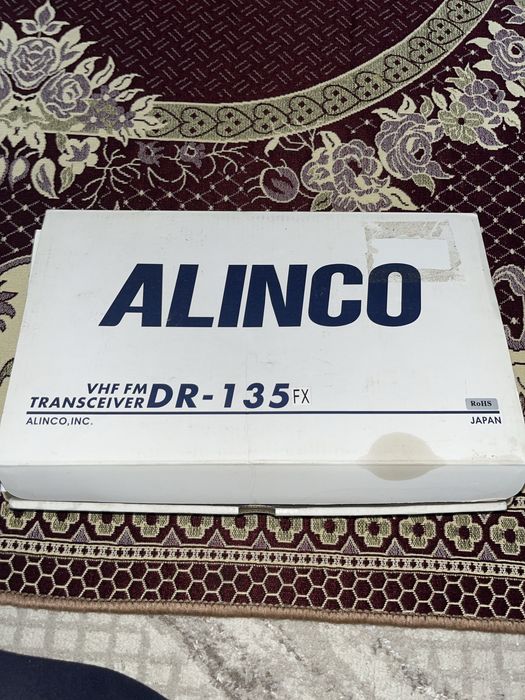 ALINCO
VHF FM
TRANSCEIVER DR-135 FX
RoHS
ALINCO,INC.
JAPAN